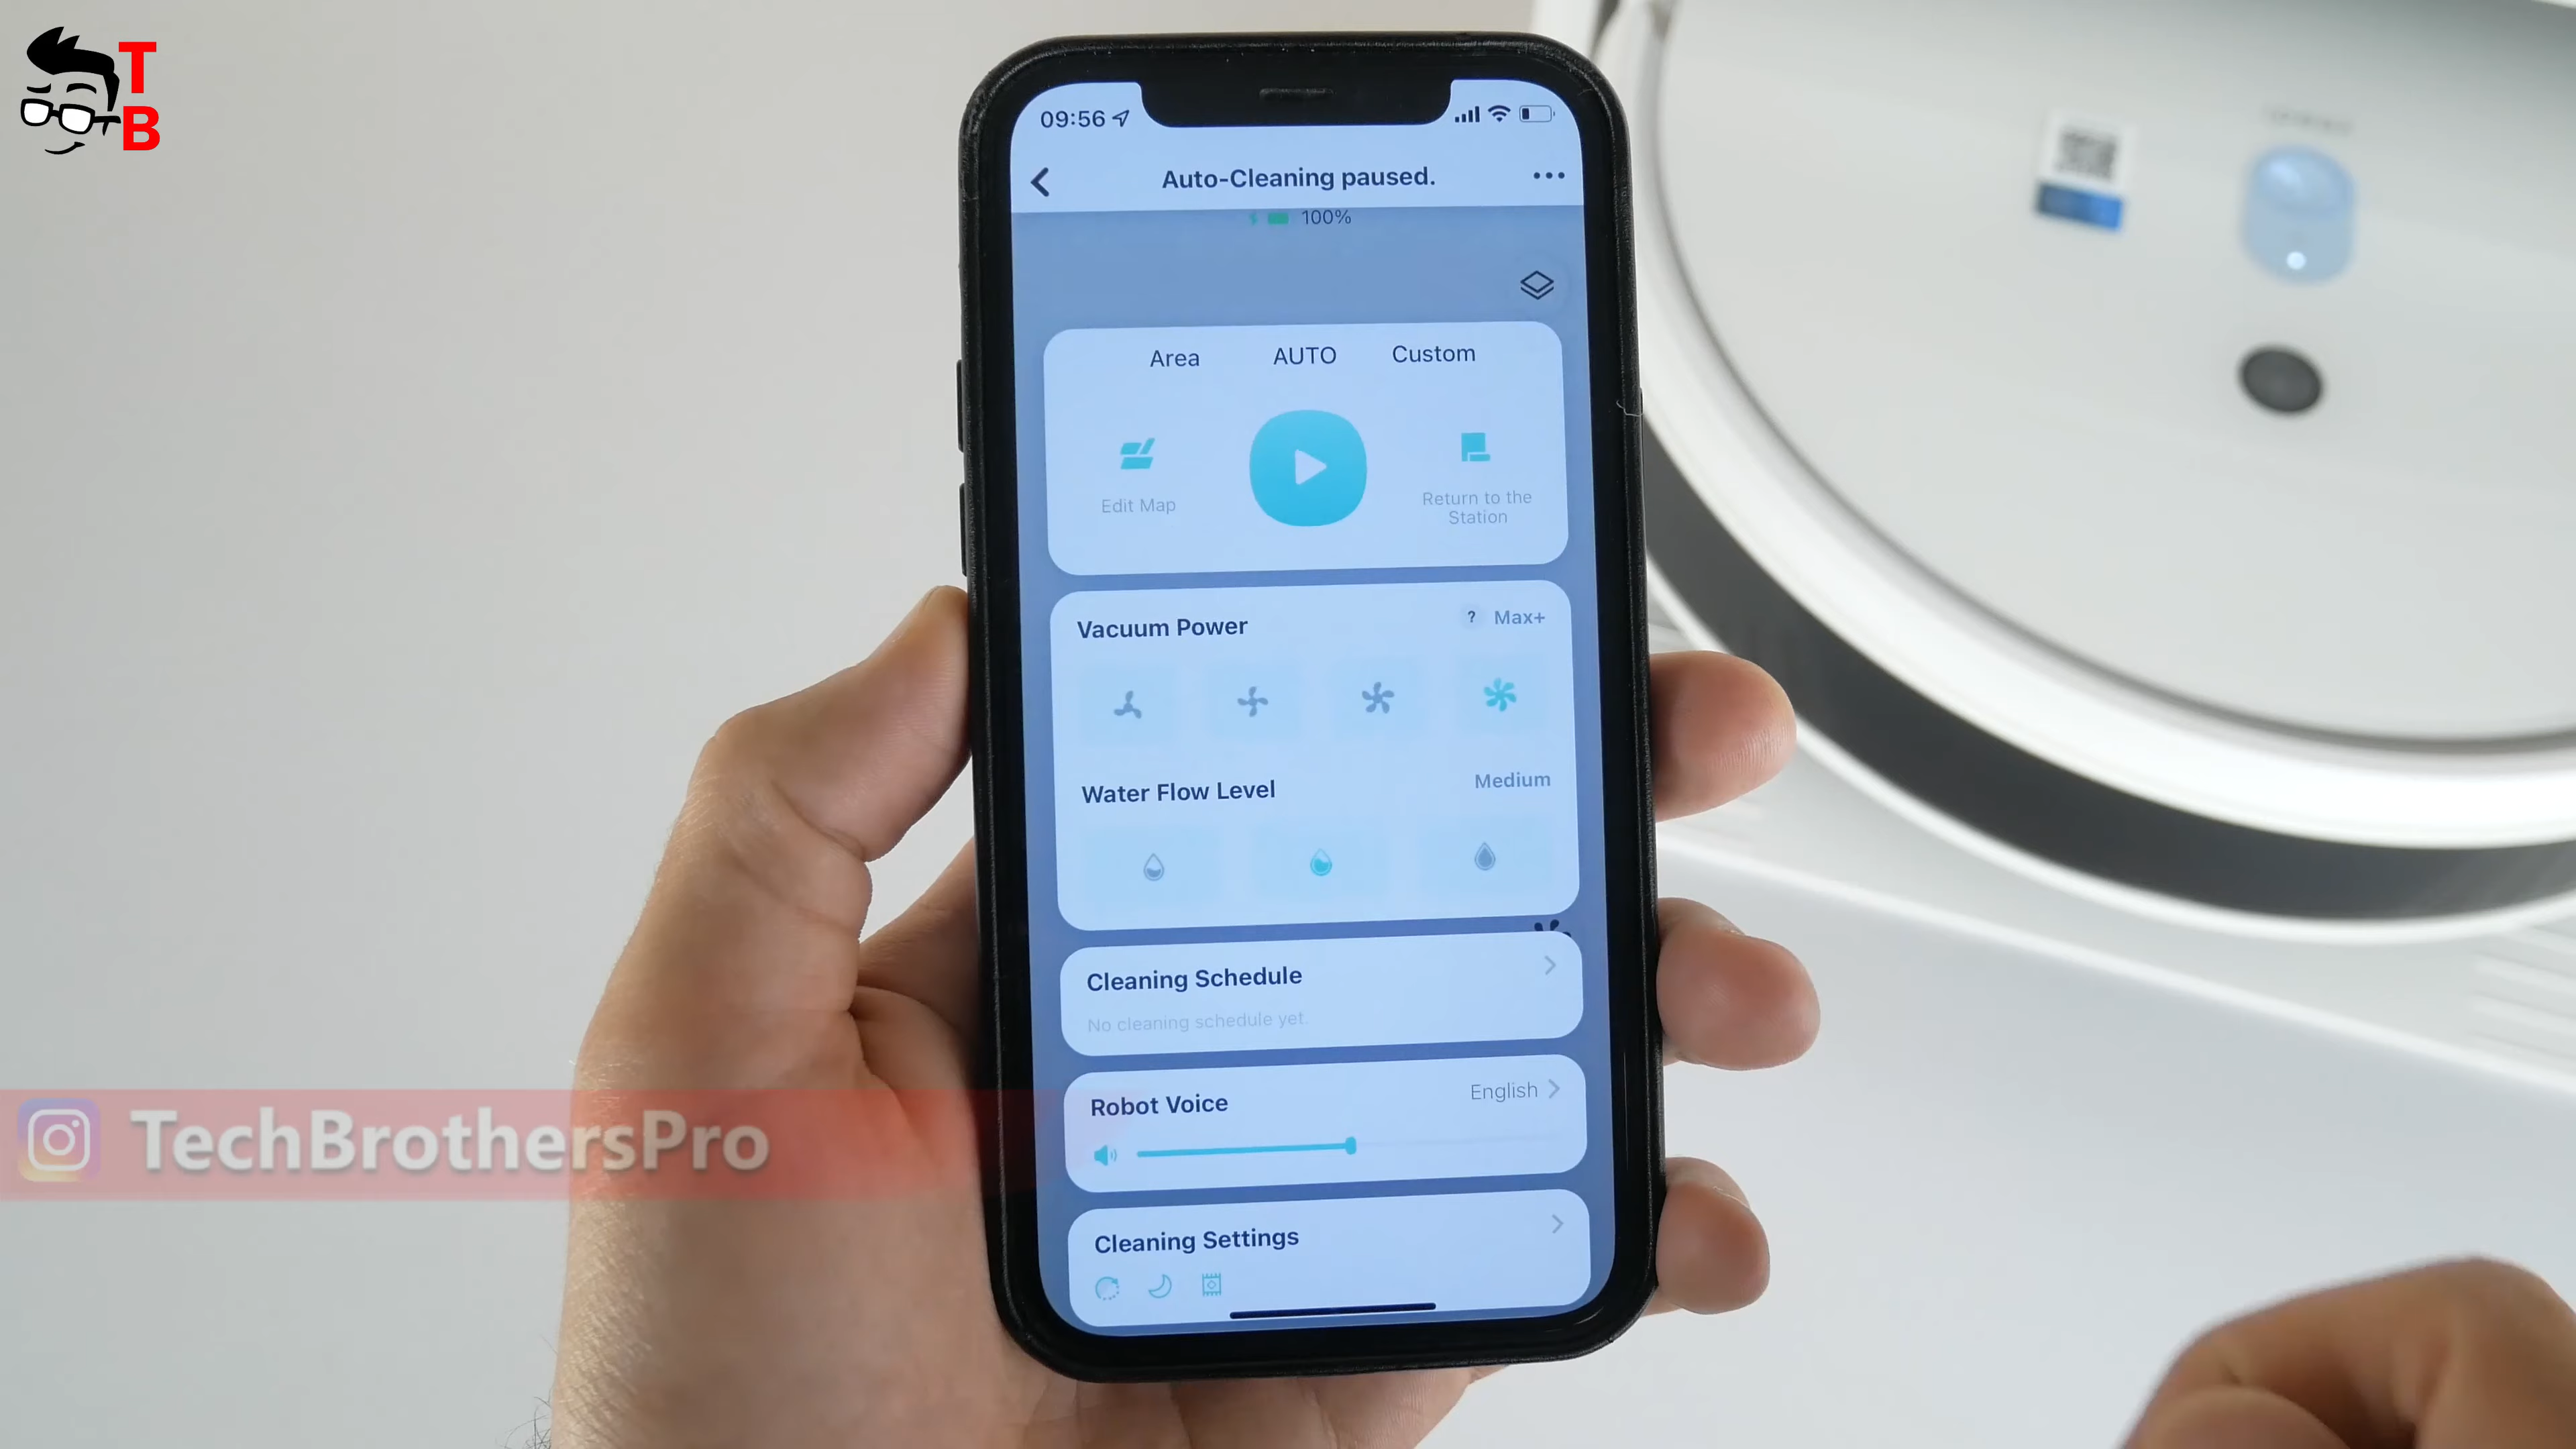 T
B
09:56
Auto-Cleaning paused.
100%
Area
AUTO
Custom
Edit Map
Return to the
Station
Vacuum Power
? Max+
Water Flow Level
Medium
Cleaning Schedule
No cleaning schedule yet.
Robot Voice
English
Cleaning Settings
TechBrothersPro